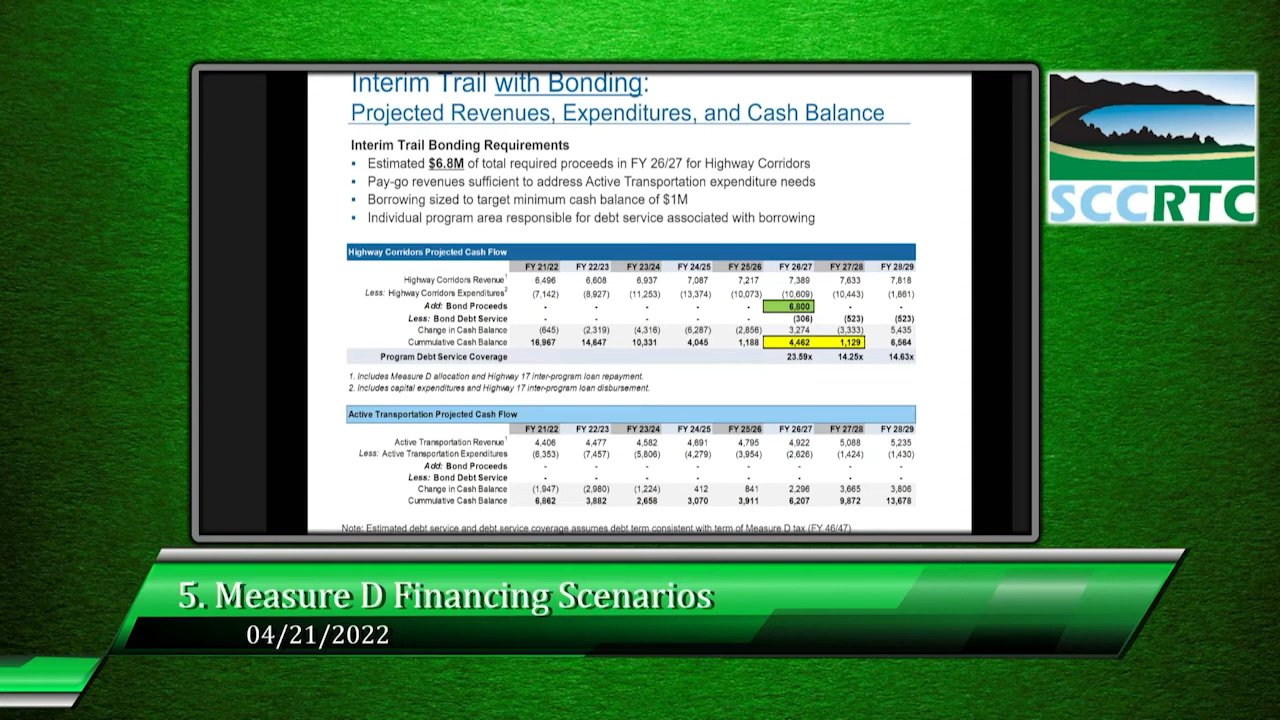 Interim Trail with Bonding:
Projected Revenues, Expenditures, and Cash Balance
Interim Trail Bonding Requirements
▪ Estimated $6.8M of total required proceeds in FY 26/27 for Highway Corridors
▪ Pay-go revenues sufficient to address Active Transportation expenditure needs
▪ Borrowing sized to target minimum cash balance of $1M
▪ Individual program area responsible for debt service associated with borrowing
Highway Corridors Projected Cash Flow
FY 21/22 FY 22/23 FY 23/24 FY 24/25 FY 25/26 FY 26/27 FY 27/28 FY 28/29
Highway Corridors Revenue1 6,496 6,608 6,937 7,087 7,217 7,389 7,633 7,818
Less: Highway Corridors Expenditures2 (7,142) (8,927) (11,253) (13,374) (10,073) (10,609) (10,443) (1,861)
Add: Bond Proceeds - - - - - 6,800 - -
Less: Bond Debt Service - - - - - (306) (523) (523)
Change in Cash Balance (645) (2,319) (4,316) (6,287) (2,856) 3,274 (3,333) 5,435
Cummulative Cash Balance 16,967 14,647 10,331 4,045 1,188 4,462 1,129 6,564
Program Debt Service Coverage 23.59x 14.25x 14.63x
1. Includes Measure D allocation and Highway 17 inter-program loan repayment.
2. Includes capital expenditures and Highway 17 inter-program loan disbursement.
Active Transportation Projected Cash Flow
FY 21/22 FY 22/23 FY 23/24 FY 24/25 FY 25/26 FY 26/27 FY 27/28 FY 28/29
Active Transportation Revenue1 4,406 4,477 4,582 4,691 4,795 4,922 5,088 5,235
Less: Active Transportation Expenditures (6,353) (7,457) (5,806) (4,279) (3,954) (2,626) (1,424) (1,430)
Add: Bond Proceeds - - - - - - - -
Less: Bond Debt Service - - - - - - - -
Change in Cash Balance (1,947) (2,980) (1,224) 412 841 2,296 3,665 3,806
Cummulative Cash Balance 6,862 3,882 2,658 3,070 3,911 6,207 9,872 13,678
Note: Estimated debt service and debt service coverage assumes debt term consistent with term of Measure D tax (FY 46/47)
SCCRTC
5. Measure D Financing Scenarios
04/21/2022